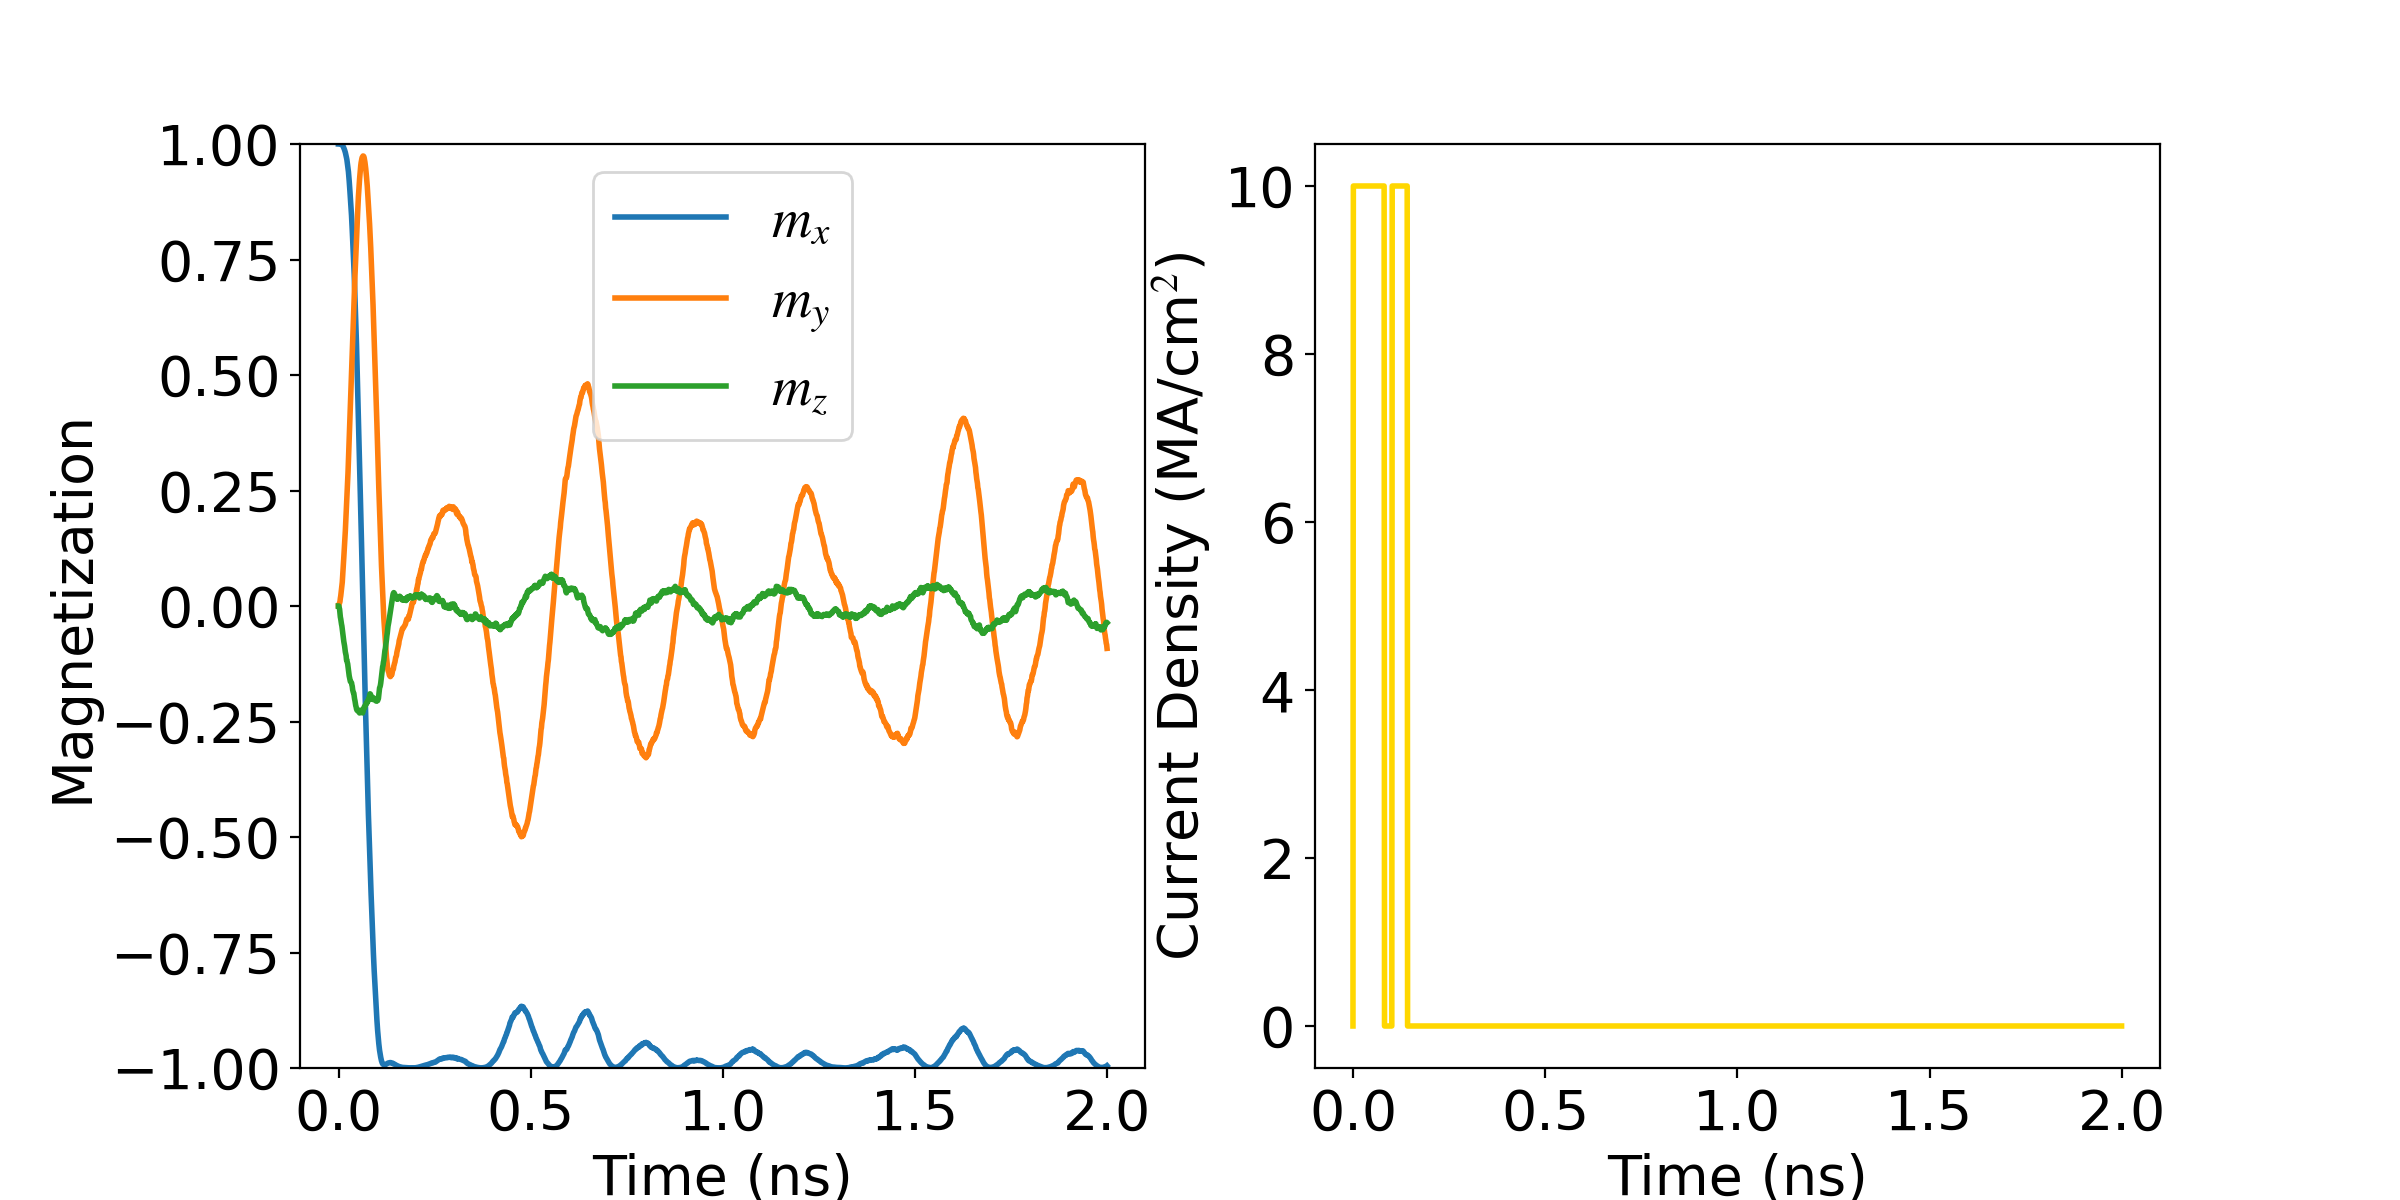 Magnetization
1.00
0.75
0.50
0.25
0.00
−0.25
−0.50
−0.75
−1.00
0.0 0.5 1.0 1.5 2.0
Time (ns)
m_x
m_y
m_z
Current Density (MA/cm²)
10
8
6
4
2
0
0.0 0.5 1.0 1.5 2.0
Time (ns)